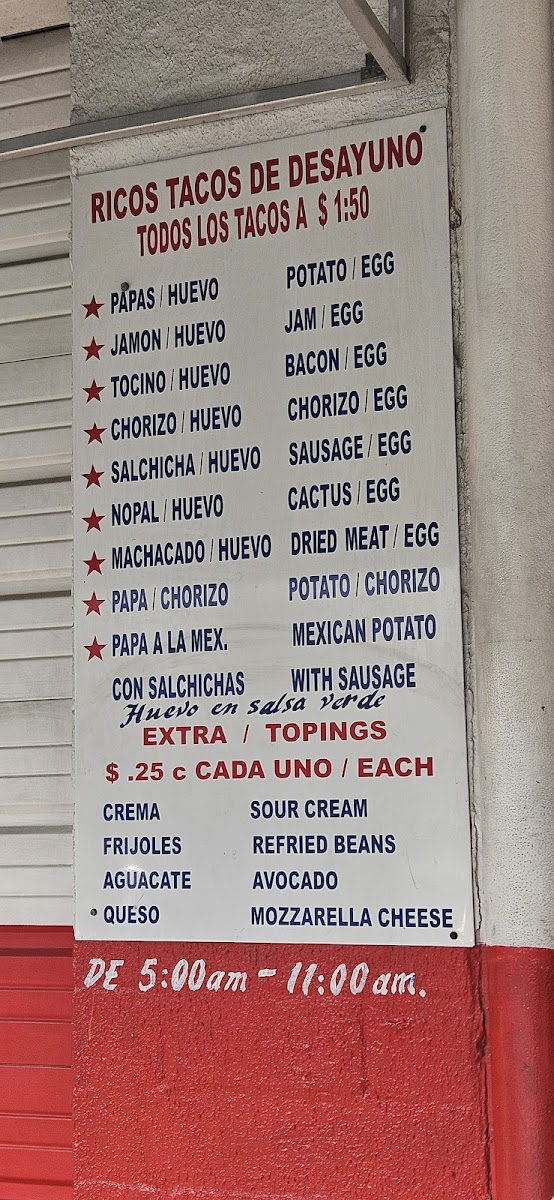 RICOS TACOS DE DESAYUNO
TODOS LOS TACOS A $ 1:50
★ PAPAS / HUEVO POTATO / EGG
★ JAMON / HUEVO JAM / EGG
★ TOCINO / HUEVO BACON / EGG
★ CHORIZO / HUEVO CHORIZO / EGG
★ SALCHICHA / HUEVO SAUSAGE / EGG
★ NOPAL / HUEVO CACTUS / EGG
★ MACHACADO / HUEVO DRIED MEAT / EGG
★ PAPA / CHORIZO POTATO / CHORIZO
★ PAPA A LA MEX. MEXICAN POTATO
CON SALCHICHAS WITH SAUSAGE
Huevo en salsa verde
EXTRA / TOPINGS
$ .25 c CADA UNO / EACH
CREMA SOUR CREAM
FRIJOLES REFRIED BEANS
AGUACATE AVOCADO
QUESO MOZZARELLA CHEESE
DE 5:00am - 11:00am.